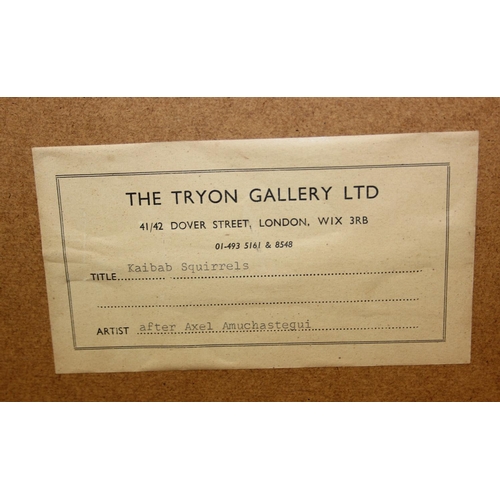 THE TRYON GALLERY LTD
41/42 DOVER STREET, LONDON, W1X 3RB
01-493 5161 & 8548
TITLE Kaibab Squirrels
ARTIST after Axel Amuchastegui